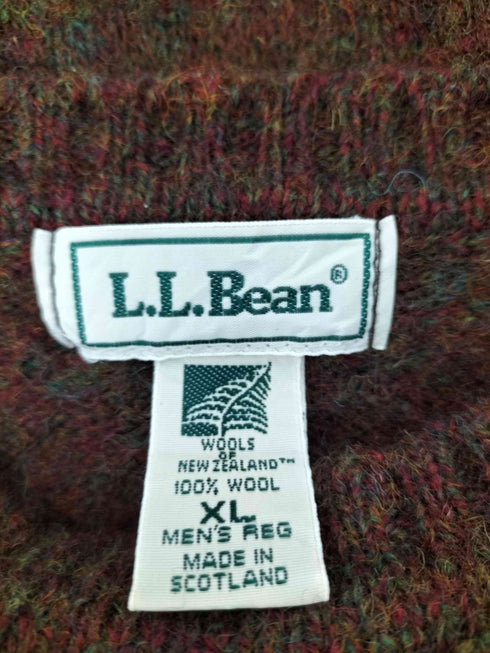 L.L.Bean®
WOOLS
OF
NEW ZEALAND™
100% WOOL
XL
MEN'S REG
MADE IN
SCOTLAND